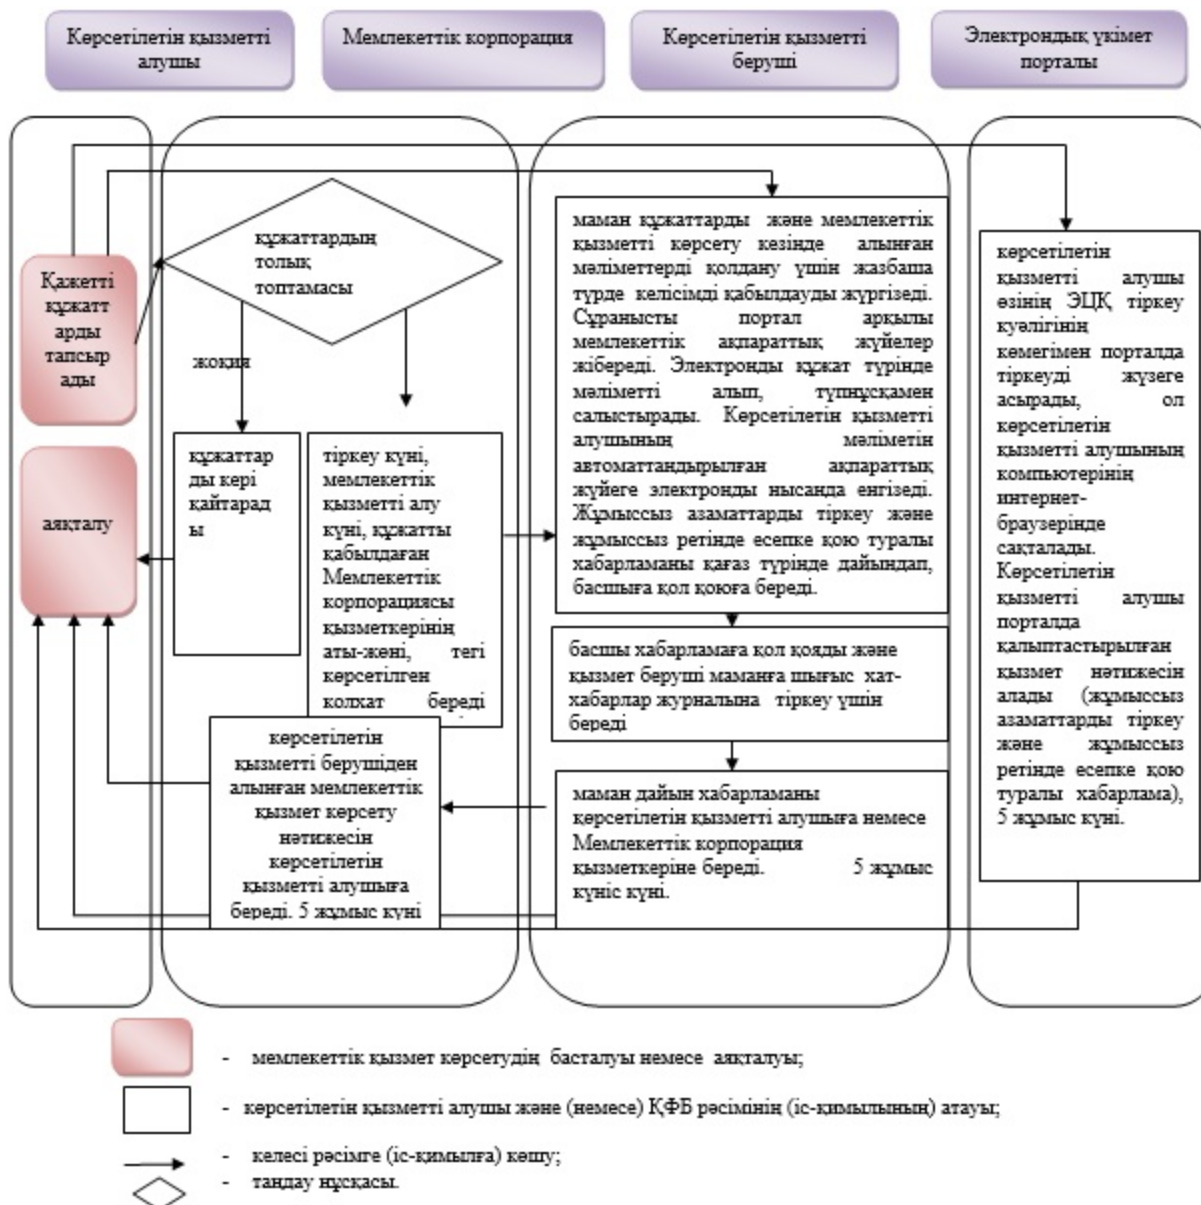 Көрсетілетін қызметті
алушы
Мемлекеттік корпорация
Көрсетілетін қызметті
беруші
Электрондық үкімет
порталы
Қажетті
құжатт
арды
тапсыр
ады
аяқталу
құжаттардың
толық
топтамасы
жоқия
құжаттар
ды кері
қайтарад
ы
тіркеу күні,
мемлекеттік
қызметті алу
күні, құжатты
қабылдаған
Мемлекеттік
корпорациясы
қызметкерінің
аты-жөні, тегі
көрсетілген
колхат береді
көрсетілетін
қызметті берушіден
алынған мемлекеттік
қызмет көрсету
нәтижесін
көрсетілетін
қызметті алушыға
береді. 5 жұмыс күні
маман құжаттарды және мемлекеттік
қызметті көрсету кезінде алынған
мәліметтерді қолдану үшін жазбаша
түрде келісімді қабылдауды жүргізеді.
Сұранысты портал арқылы
мемлекеттік ақпараттық жүйелер
жібереді. Электронды құжат түрінде
мәліметті алып, түпнұсқамен
салыстырады. Көрсетілетін қызметті
алушының мәліметін
автоматтандырылған ақпараттық
жүйеге электронды нысанда енгізеді.
Жұмыссыз азаматтарды тіркеу және
жұмыссыз ретінде есепке қою туралы
хабарламаны қағаз түрінде дайындап,
басшыға қол қоюға береді.
басшы хабарламаға қол қояды және
қызмет беруші маманға шығыс хат-
хабарлар журналына тіркеу үшін
береді
маман дайын хабарламаны
көрсетілетін қызметті алушыға немесе
Мемлекеттік корпорация
қызметкеріне береді. 5 жұмыс
күніс күні.
көрсетілетін
қызметті алушы
өзінің ЭЦҚ тіркеу
куәлігінің
көмегімен порталда
тіркеуді жүзеге
асырады, ол
көрсетілетін
қызметті алушының
компьютерінің
интернет-
браузерінде
сақталады.
Көрсетілетін
қызметті алушы
порталда
қалыптастырылған
қызмет нәтижесін
алады (жұмыссыз
азаматтарды тіркеу
және жұмыссыз
ретінде есепке қою
туралы хабарлама),
5 жұмыс күні.
- мемлекеттік қызмет көрсетудің басталуы немесе аяқталуы;
- көрсетілетін қызметті алушы және (немесе) ҚФБ рәсімінің (іс-қимылының) атауы;
- келесі рәсімге (іс-қимылға) көшу;
- таңдау нұсқасы.